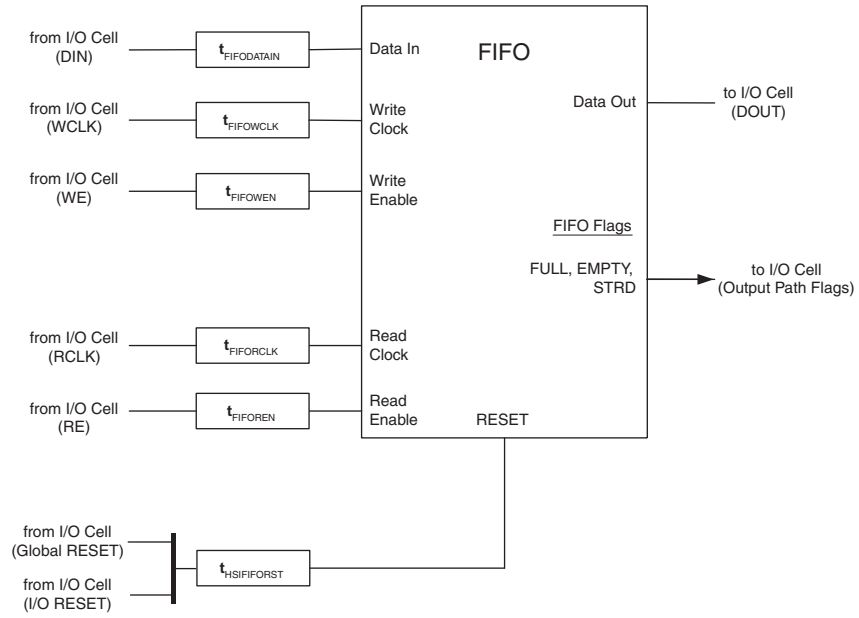 from I/O Cell
(DIN)
tFIFODATAIN
Data In
FIFO
from I/O Cell
(WCLK)
tFIFOWCLK
Write
Clock
Data Out
to I/O Cell
(DOUT)
from I/O Cell
(WE)
tFIFOWEN
Write
Enable
FIFO Flags
FULL, EMPTY,
STRD
to I/O Cell
(Output Path Flags)
from I/O Cell
(RCLK)
tFIFORCLK
Read
Clock
from I/O Cell
(RE)
tFIFOREN
Read
Enable
RESET
from I/O Cell
(Global RESET)
tHSIFIFORST
from I/O Cell
(I/O RESET)